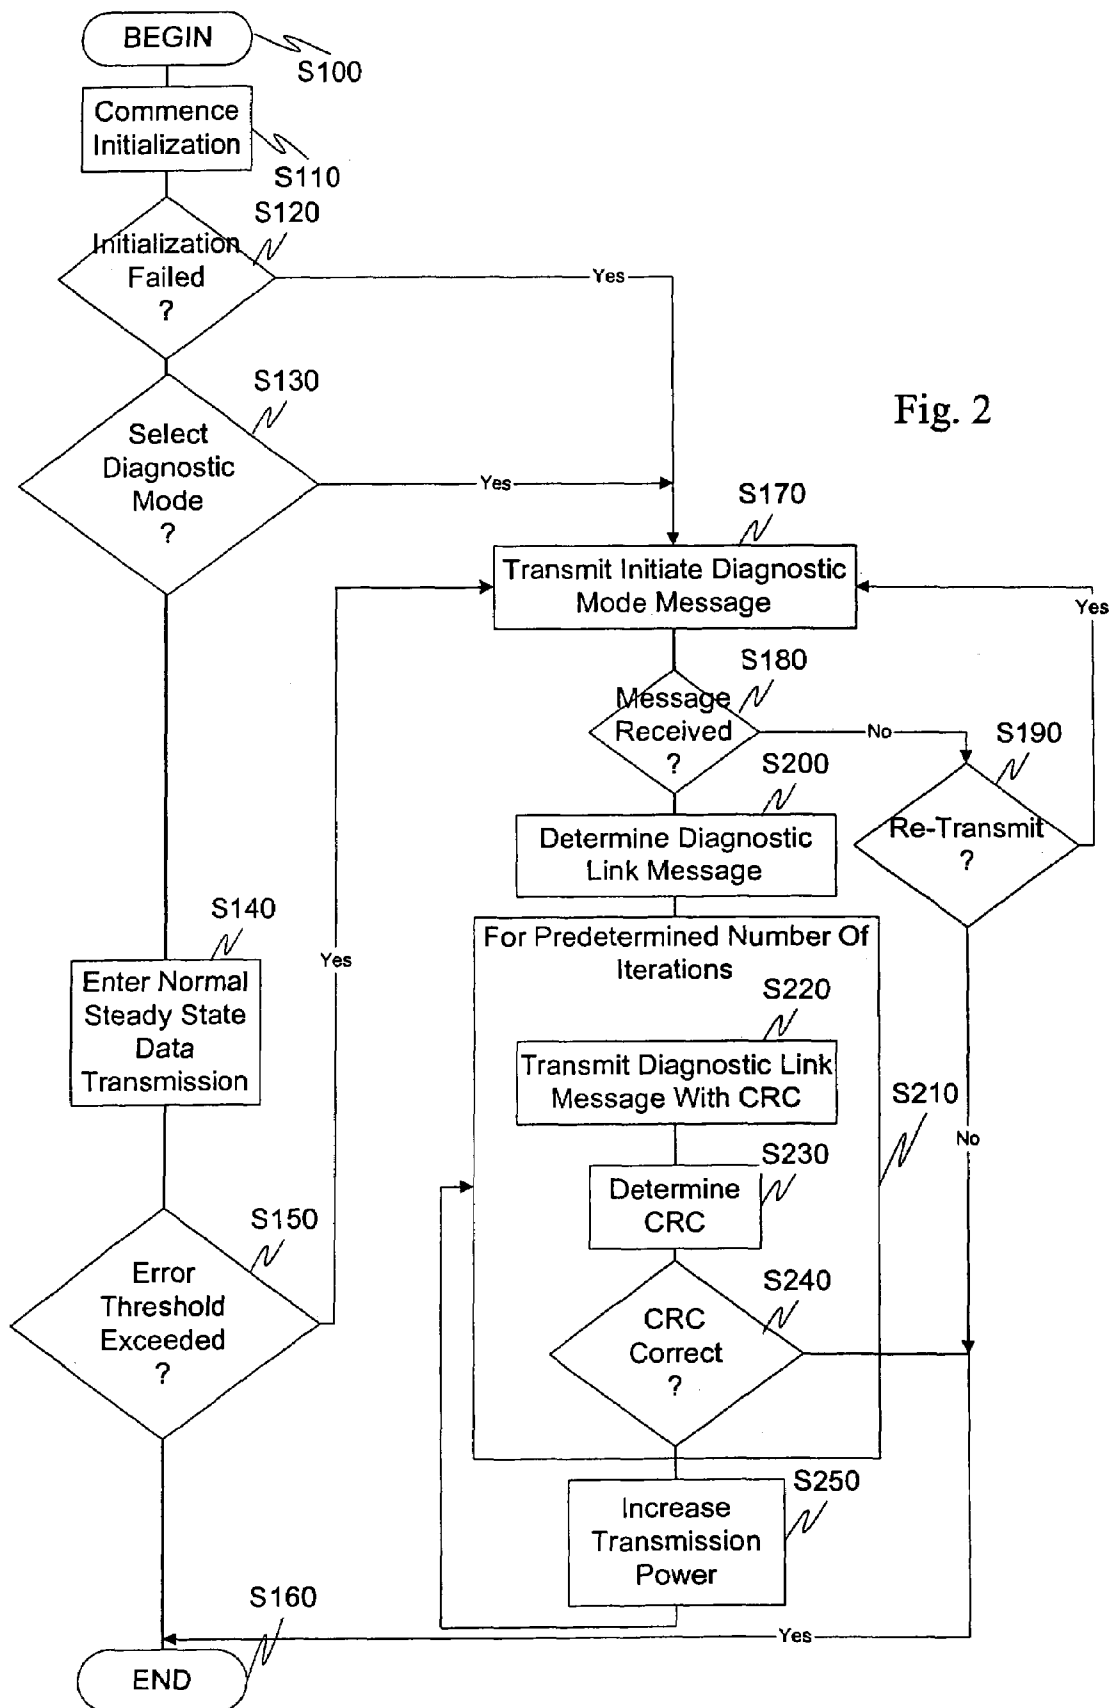 BEGIN
S100
Commence
Initialization
S110
S120
Initialization
Failed
?
Yes
S130
Select
Diagnostic
Mode
?
Yes
Fig. 2
S170
Transmit Initiate Diagnostic
Mode Message
Yes
S180
Message
Received
?
No
S190
Re-Transmit
?
S200
Determine Diagnostic
Link Message
S140
Enter Normal
Steady State
Data
Transmission
Yes
For Predetermined Number Of
Iterations
S220
Transmit Diagnostic Link
Message With CRC
S210
No
S230
Determine
CRC
S150
Error
Threshold
Exceeded
?
S240
CRC
Correct
?
S250
Increase
Transmission
Power
S160
Yes
END